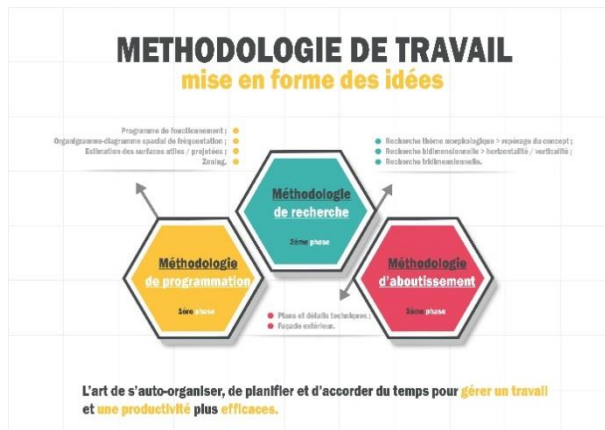 METHODOLOGIE DE TRAVAIL
mise en forme des idées
Programme de fonctionnement ;
Organigramme-diagramme spacial de fréquentation ;
Estimation des surfaces utiles / projetées ;
Zoning.
Recherche thème morphologique > repérage du concept ;
Recherche bidimensionnelle > horizontalité / verticalité ;
Recherche tridimensionnelle.
Méthodologie
de recherche
2ème phase
Méthodologie
de programmation
1ère phase
Méthodologie
d'aboutissement
3ème phase
Plans et détails techniques ;
Façade extérieur.
L'art de s'auto-organiser, de planifier et d'accorder du temps pour gérer un travail
et une productivité plus efficaces.